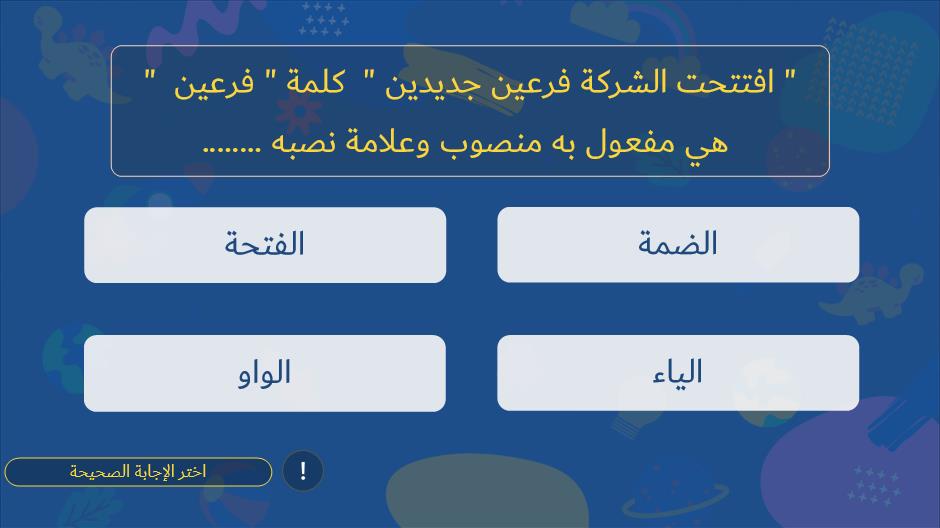 " افتتحت الشركة فرعين جديدين " كلمة " فرعين "
هي مفعول به منصوب وعلامة نصبه ........
الضمة
الفتحة
الياء
الواو
!
اختر الإجابة الصحيحة